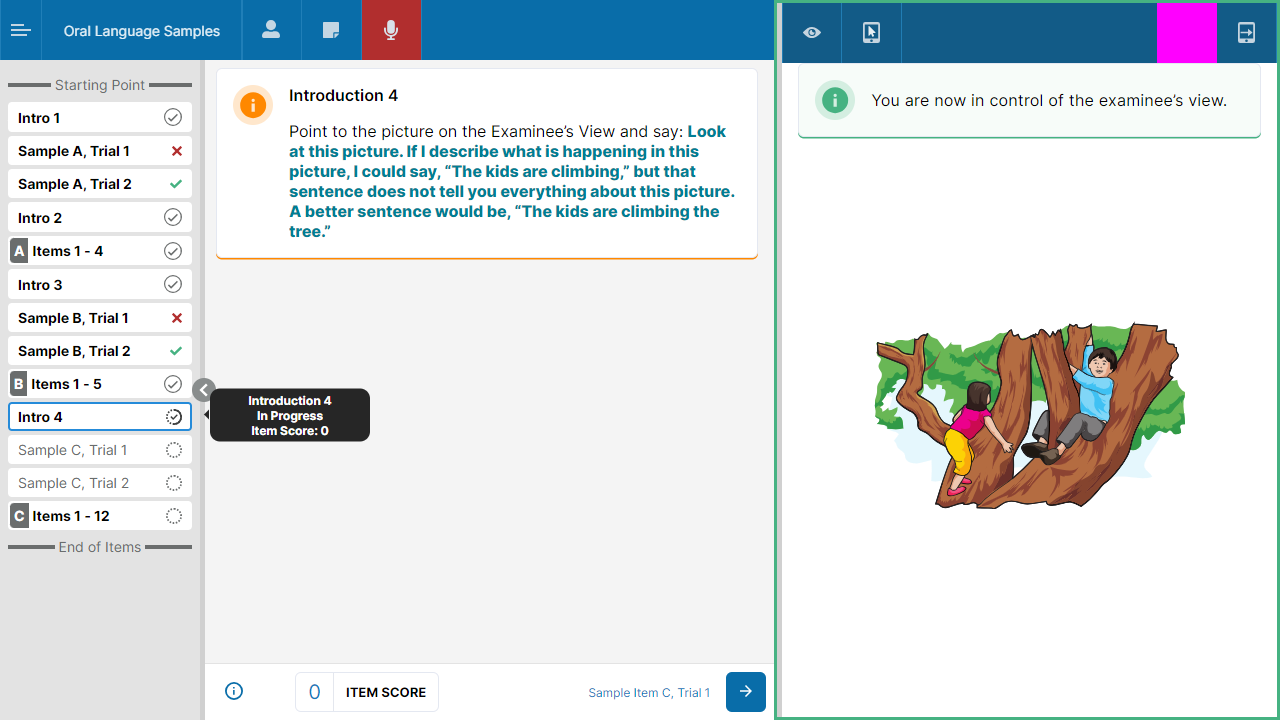 Oral Language Samples
Starting Point
Intro 1
Sample A, Trial 1
Sample A, Trial 2
Intro 2
A Items 1 - 4
Intro 3
Sample B, Trial 1
Sample B, Trial 2
B Items 1 - 5
Intro 4
Sample C, Trial 1
Sample C, Trial 2
C Items 1 - 12
End of Items
Introduction 4
In Progress
Item Score: 0
Introduction 4
Point to the picture on the Examinee’s View and say: Look
at this picture. If I describe what is happening in this
picture, I could say, “The kids are climbing,” but that
sentence does not tell you everything about this picture.
A better sentence would be, “The kids are climbing the
tree.”
0 ITEM SCORE
Sample Item C, Trial 1
You are now in control of the examinee’s view.